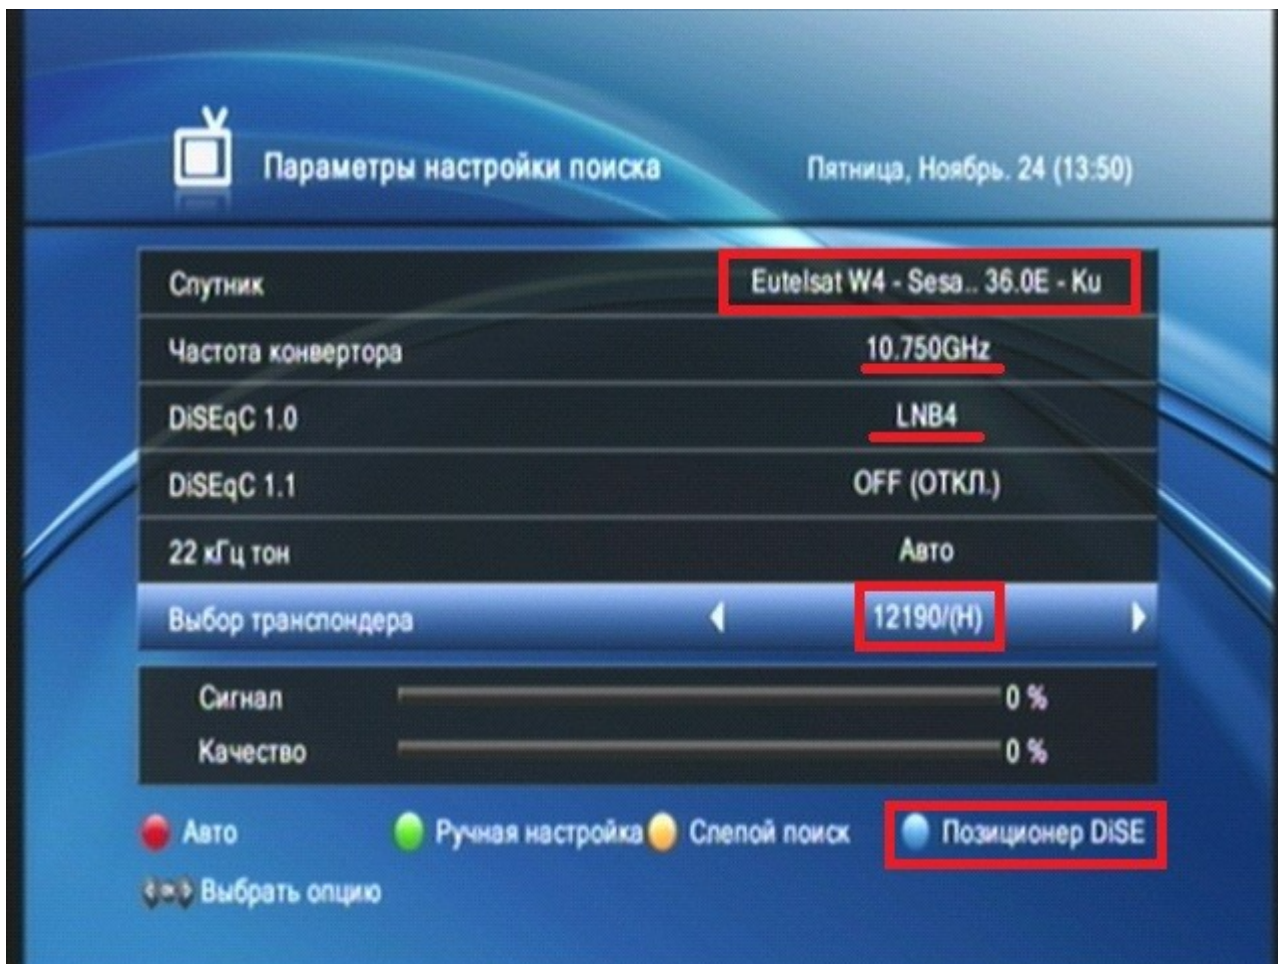 Параметры настройки поиска
Пятница, Ноябрь. 24 (13:50)
Спутник Eutelsat W4 - Sesa.. 36.0E - Ku
Частота конвертора 10.750GHz
DiSEqC 1.0 LNB4
DiSEqC 1.1 OFF (ОТКЛ.)
22 кГц тон Авто
Выбор транспондера 12190/(H)
Сигнал 0 %
Качество 0 %
Авто Ручная настройка Слепой поиск Позиционер DiSE
Выбрать опцию